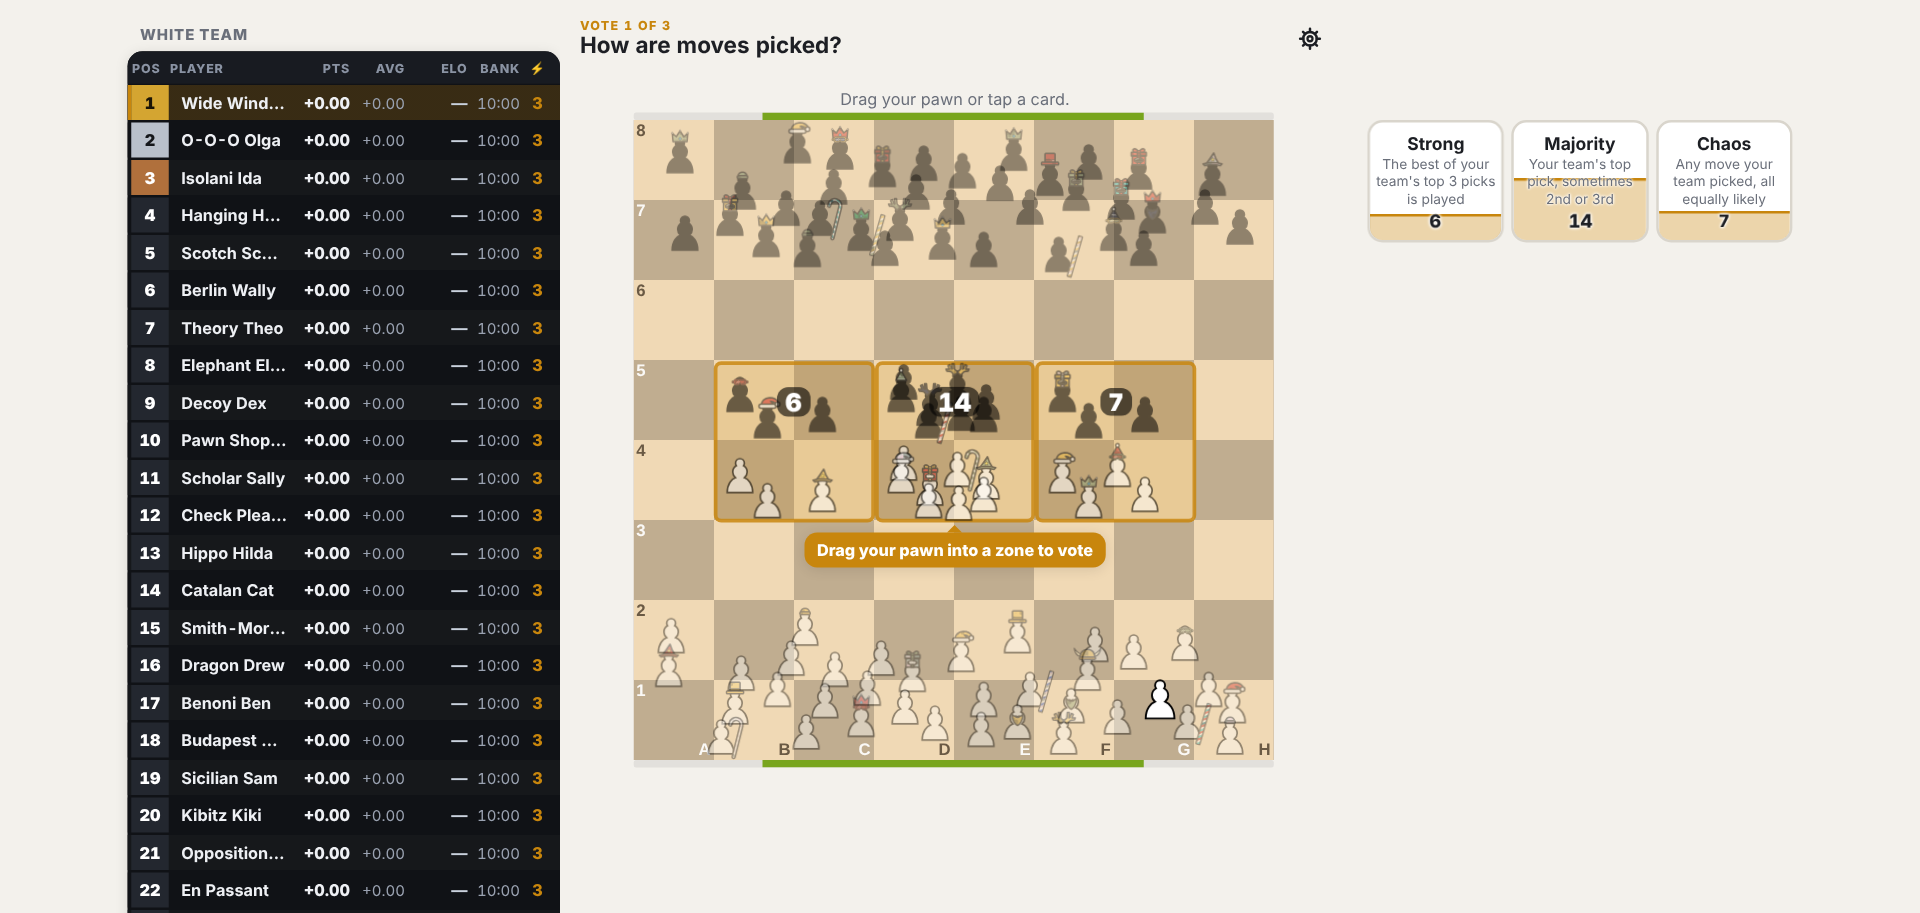 WHITE TEAM
POS PLAYER PTS AVG ELO BANK ⚡
1 Wide Wind... +0.00 +0.00 — 10:00 3
2 O-O-O Olga +0.00 +0.00 — 10:00 3
3 Isolani Ida +0.00 +0.00 — 10:00 3
4 Hanging H... +0.00 +0.00 — 10:00 3
5 Scotch Sc... +0.00 +0.00 — 10:00 3
6 Berlin Wally +0.00 +0.00 — 10:00 3
7 Theory Theo +0.00 +0.00 — 10:00 3
8 Elephant El... +0.00 +0.00 — 10:00 3
9 Decoy Dex +0.00 +0.00 — 10:00 3
10 Pawn Shop... +0.00 +0.00 — 10:00 3
11 Scholar Sally +0.00 +0.00 — 10:00 3
12 Check Plea... +0.00 +0.00 — 10:00 3
13 Hippo Hilda +0.00 +0.00 — 10:00 3
14 Catalan Cat +0.00 +0.00 — 10:00 3
15 Smith-Mor... +0.00 +0.00 — 10:00 3
16 Dragon Drew +0.00 +0.00 — 10:00 3
17 Benoni Ben +0.00 +0.00 — 10:00 3
18 Budapest ... +0.00 +0.00 — 10:00 3
19 Sicilian Sam +0.00 +0.00 — 10:00 3
20 Kibitz Kiki +0.00 +0.00 — 10:00 3
21 Opposition... +0.00 +0.00 — 10:00 3
22 En Passant +0.00 +0.00 — 10:00 3
VOTE 1 OF 3
How are moves picked?
Drag your pawn or tap a card.
8
7
6
5
6 14 7
4
3
Drag your pawn into a zone to vote
2
1
A B C D E F G H
Strong
The best of your
team's top 3 picks
is played
6
Majority
Your team's top
pick, sometimes
2nd or 3rd
14
Chaos
Any move your
team picked, all
equally likely
7